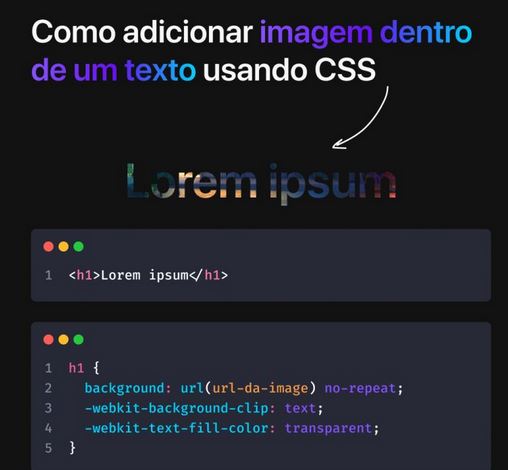 Como adicionar imagem dentro
de um texto usando CSS
Lorem ipsum
1 <h1>Lorem ipsum</h1>
1 h1 {
2 background: url(url-da-image) no-repeat;
3 -webkit-background-clip: text;
4 -webkit-text-fill-color: transparent;
5 }